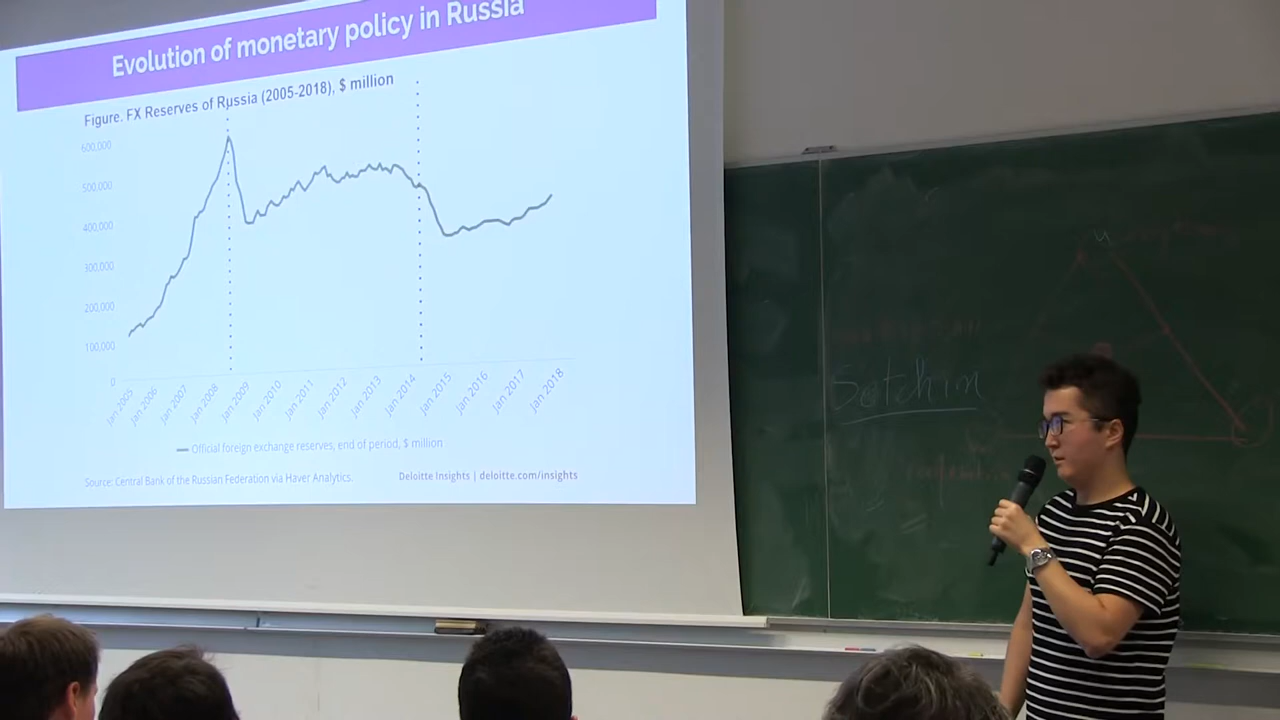 Evolution of monetary policy in Russia
Figure. FX Reserves of Russia (2005-2018), $ million
600,000
500,000
400,000
300,000
200,000
100,000
0
Jan 2005
Jan 2006
Jan 2007
Jan 2008
Jan 2009
Jan 2010
Jan 2011
Jan 2012
Jan 2013
Jan 2014
Jan 2015
Jan 2016
Jan 2017
Jan 2018
Official foreign exchange reserves, end of period, $ million
Source: Central Bank of the Russian Federation via Haver Analytics.
Deloitte Insights | deloitte.com/insights